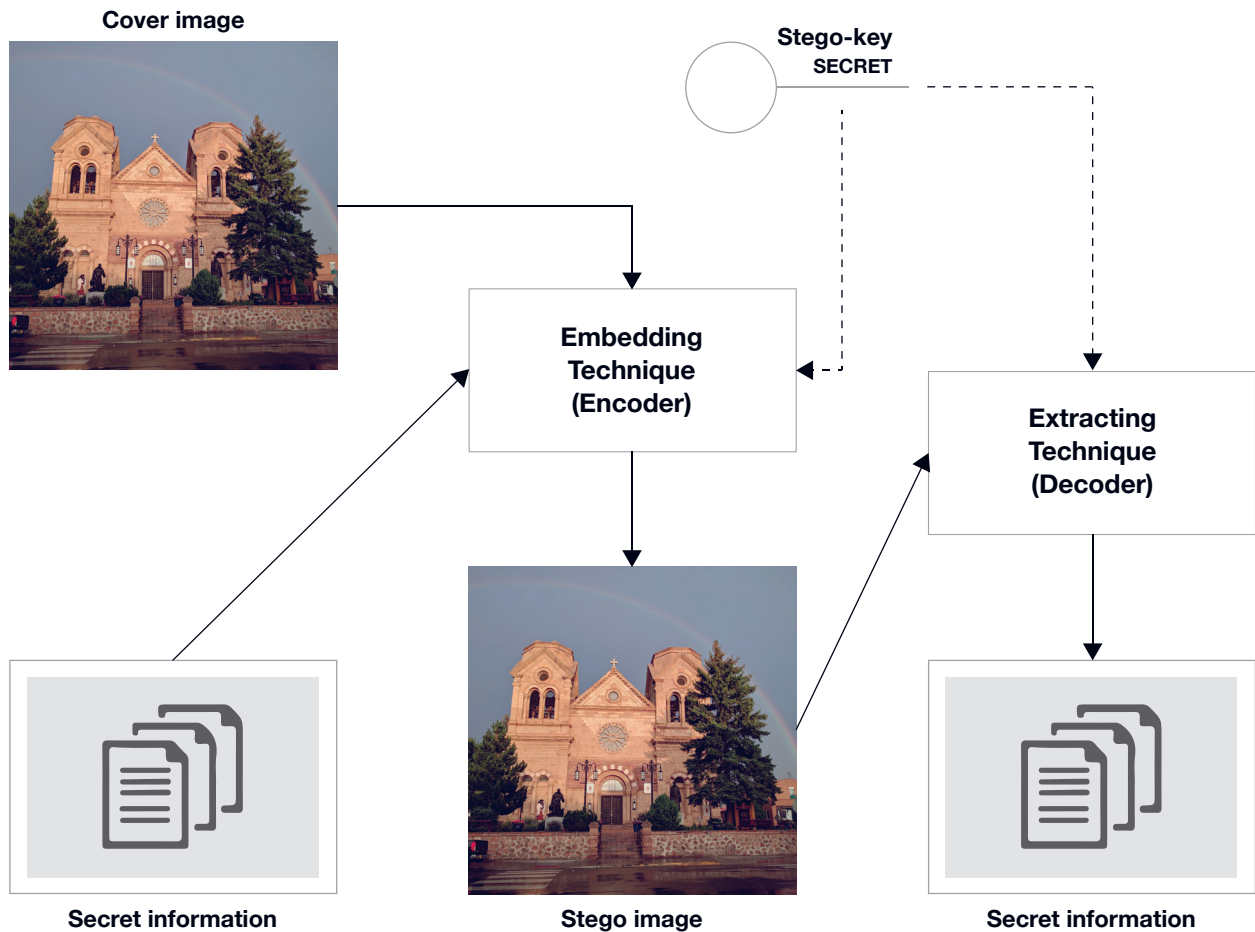 Cover image
Stego-key
SECRET
Embedding
Technique
(Encoder)
Extracting
Technique
(Decoder)
Secret information
Stego image
Secret information